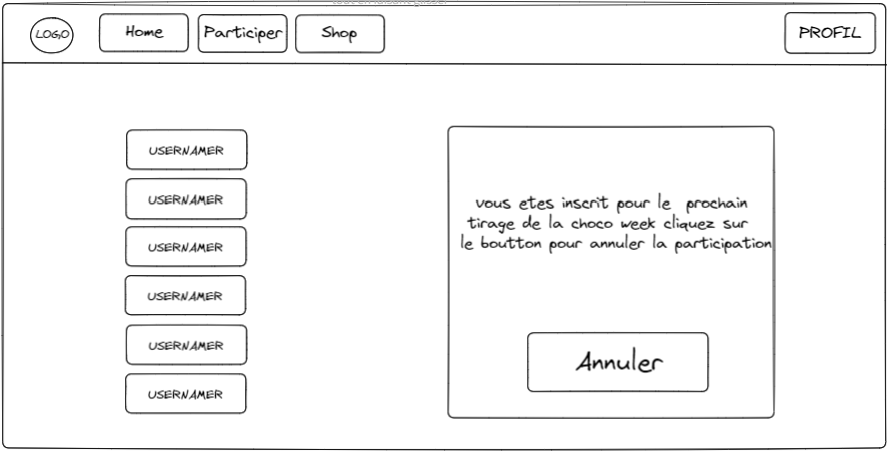 LOGO
Home
Participer
Shop
PROFIL
USERNAMER
USERNAMER
USERNAMER
USERNAMER
USERNAMER
USERNAMER
vous etes inscrit pour le prochain
tirage de la choco week cliquez sur
le boutton pour annuler la participation
Annuler